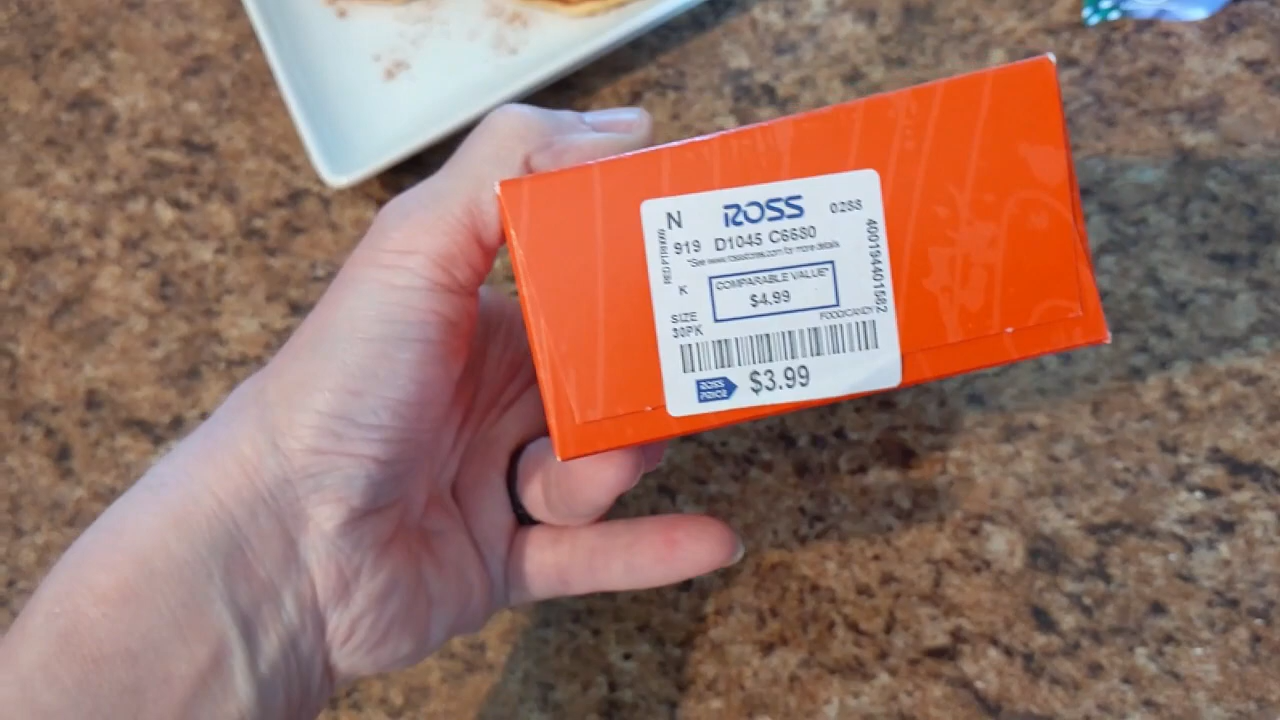 N ROSS 0288
919 D1045 C6680
*See www.rossstores.com for more details
K
COMPARABLE VALUE*
$4.99
SIZE
30PK
FOOD/CANDY
400194401582
ROSS
PRICE
$3.99